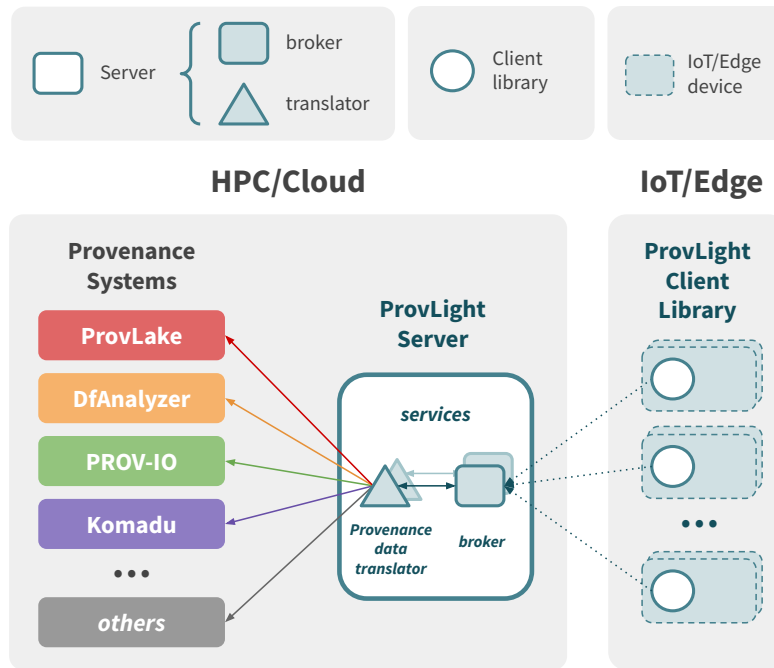 Server
broker
translator
Client
library
IoT/Edge
device
HPC/Cloud
IoT/Edge
Provenance
Systems
ProvLake
DfAnalyzer
PROV-IO
Komadu
•••
others
ProvLight
Server
services
Provenance
data
translator
broker
ProvLight
Client
Library
•••